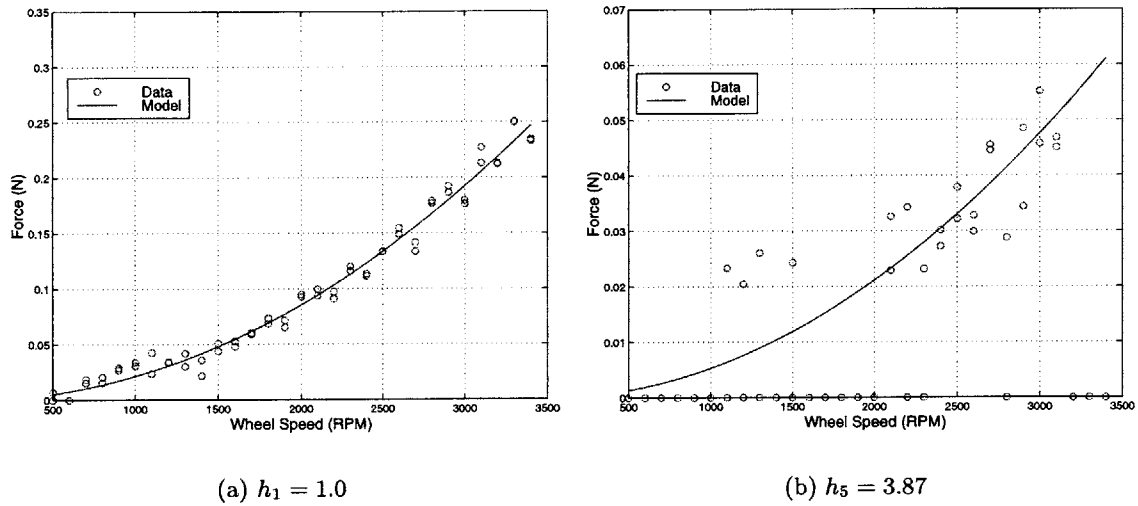 0.35
0.3
0.25
0.2
0.15
0.1
0.05
0
Force (N)
Data
Model
500 1000 1500 2000 2500 3000 3500
Wheel Speed (RPM)
(a) h₁ = 1.0
0.07
0.06
0.05
0.04
0.03
0.02
0.01
0
Force (N)
Data
Model
500 1000 1500 2000 2500 3000 3500
Wheel Speed (RPM)
(b) h₅ = 3.87